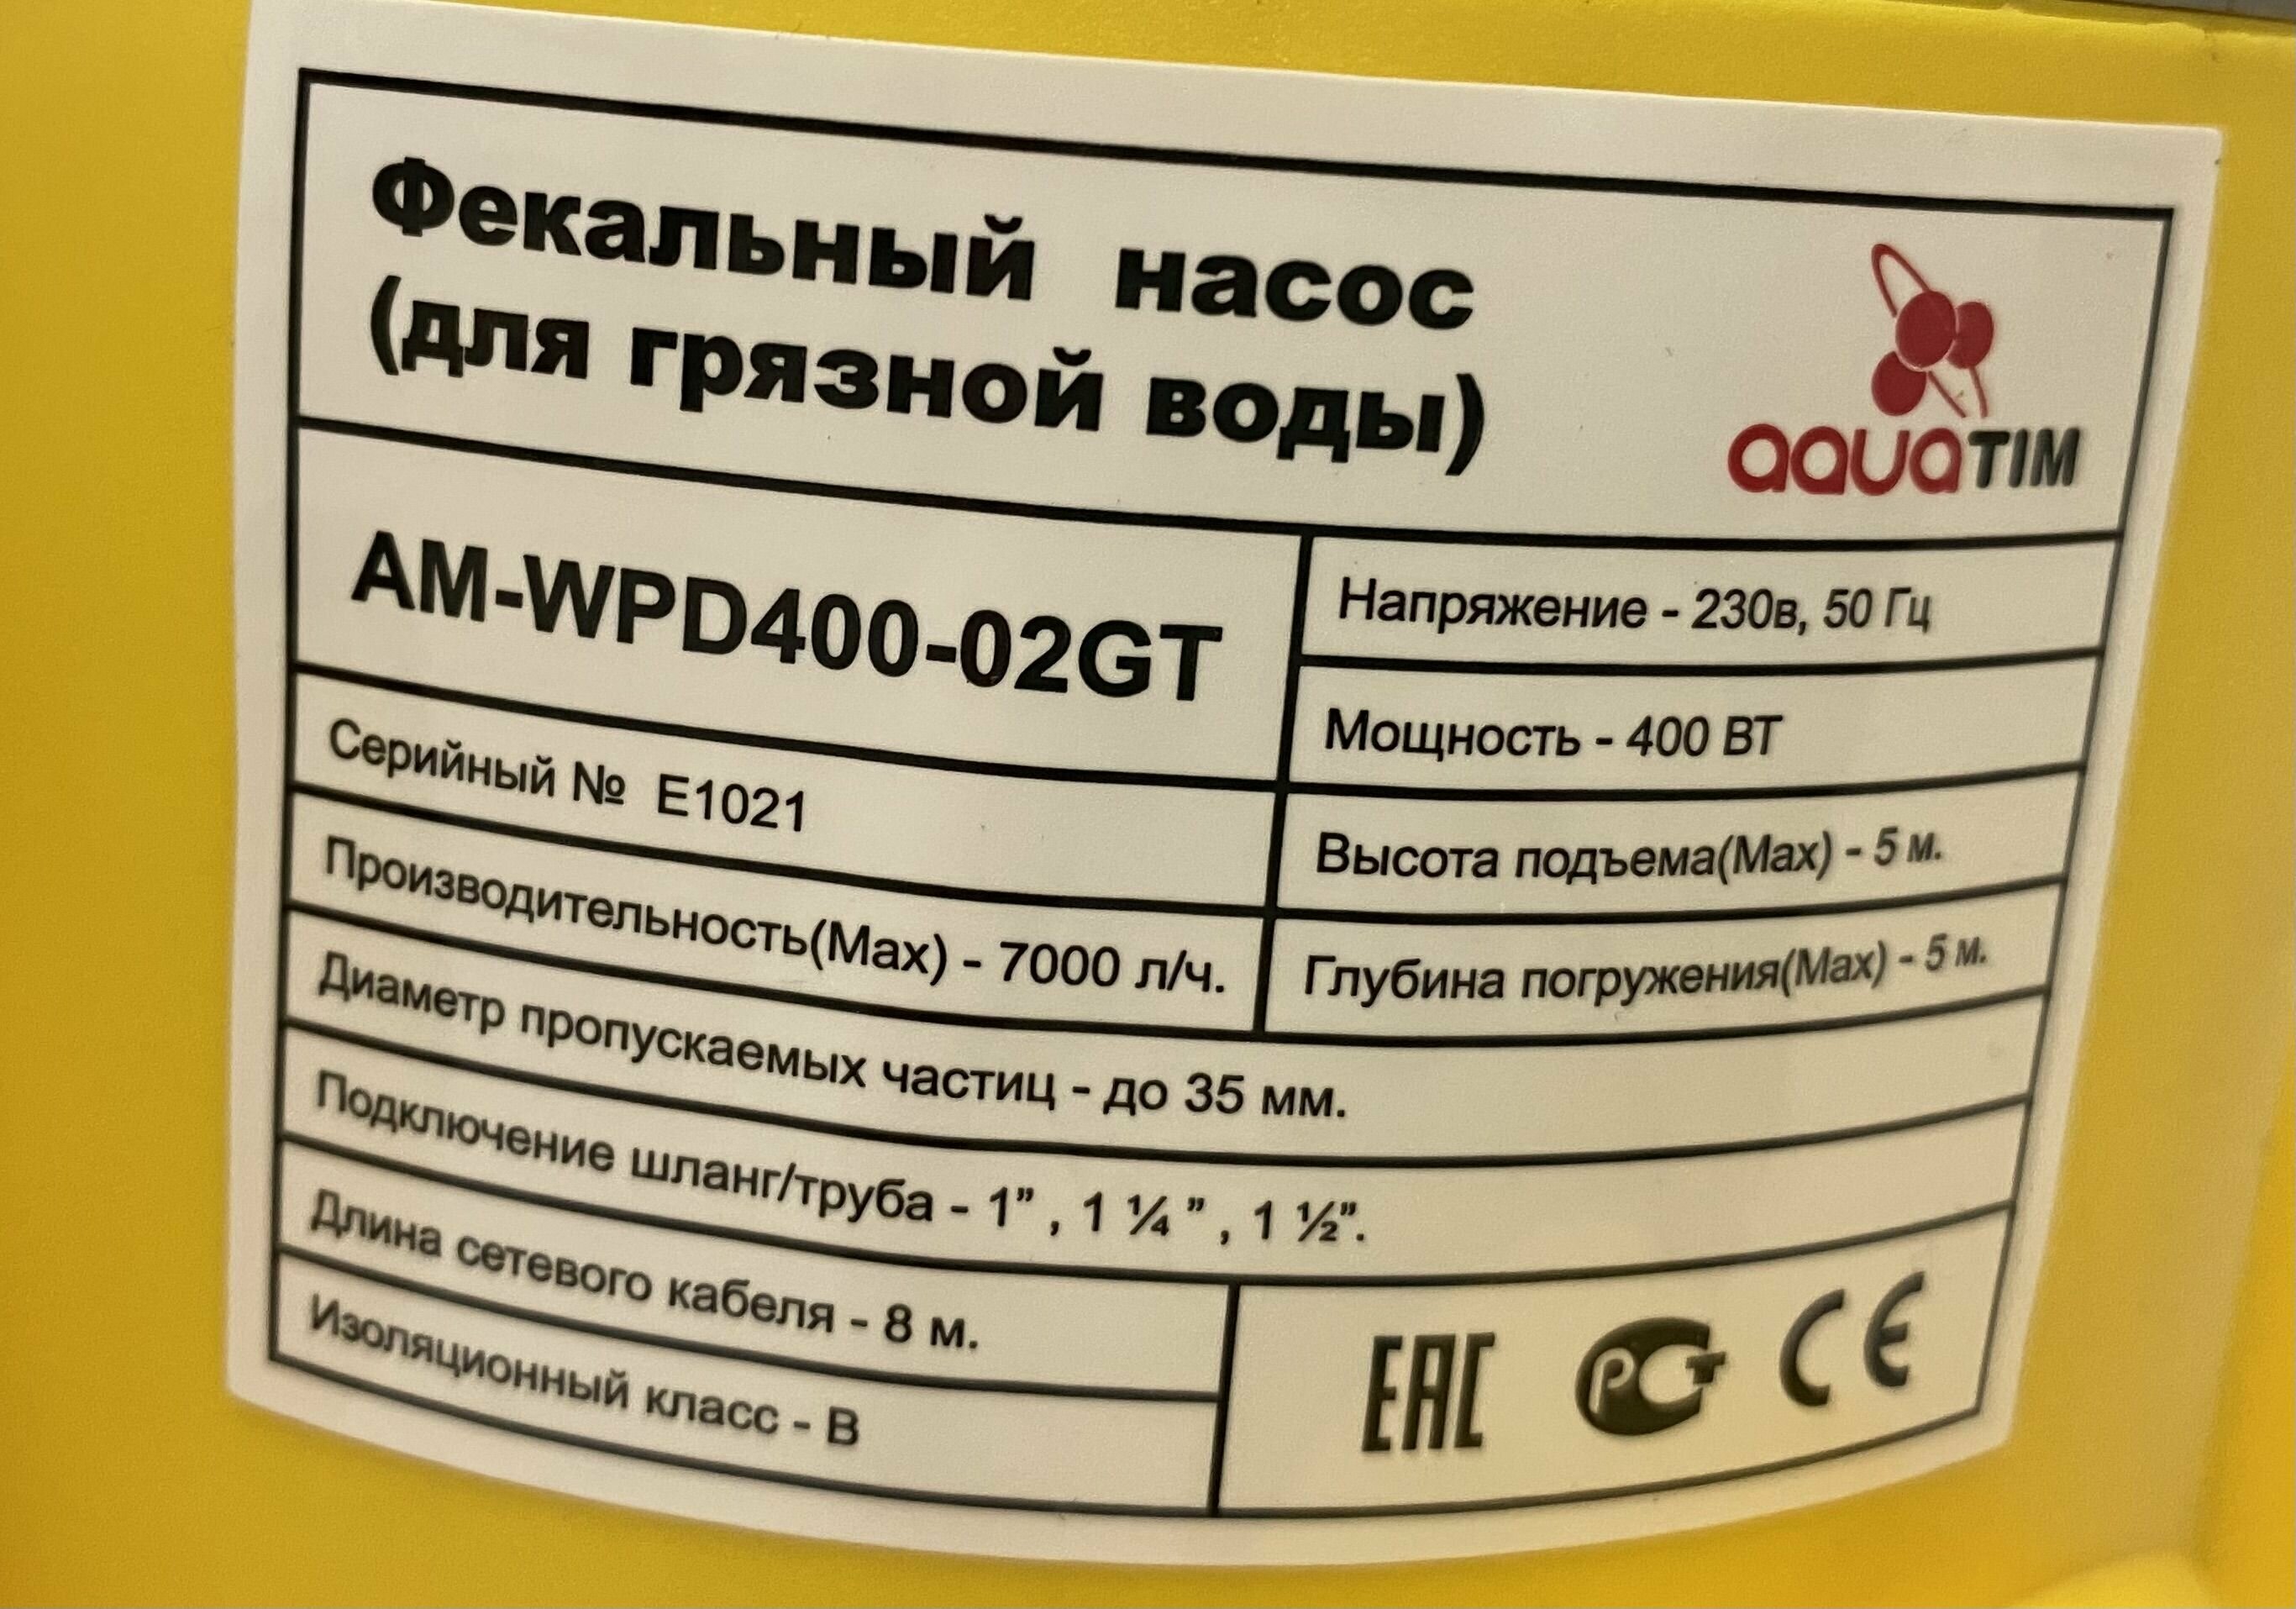 Фекальный насос
(для грязной воды)
aquaTIM
AM-WPD400-02GT
Напряжение - 230в, 50 Гц
Мощность - 400 ВТ
Серийный № E1021
Высота подъема(Max) - 5 м.
Производительность(Max) - 7000 л/ч.
Глубина погружения(Max) - 5 м.
Диаметр пропускаемых частиц - до 35 мм.
Подключение шланг/труба - 1” , 1 ¼ ” , 1 ½”.
Длина сетевого кабеля - 8 м.
Изоляционный класс - В
EAC РСТ CE